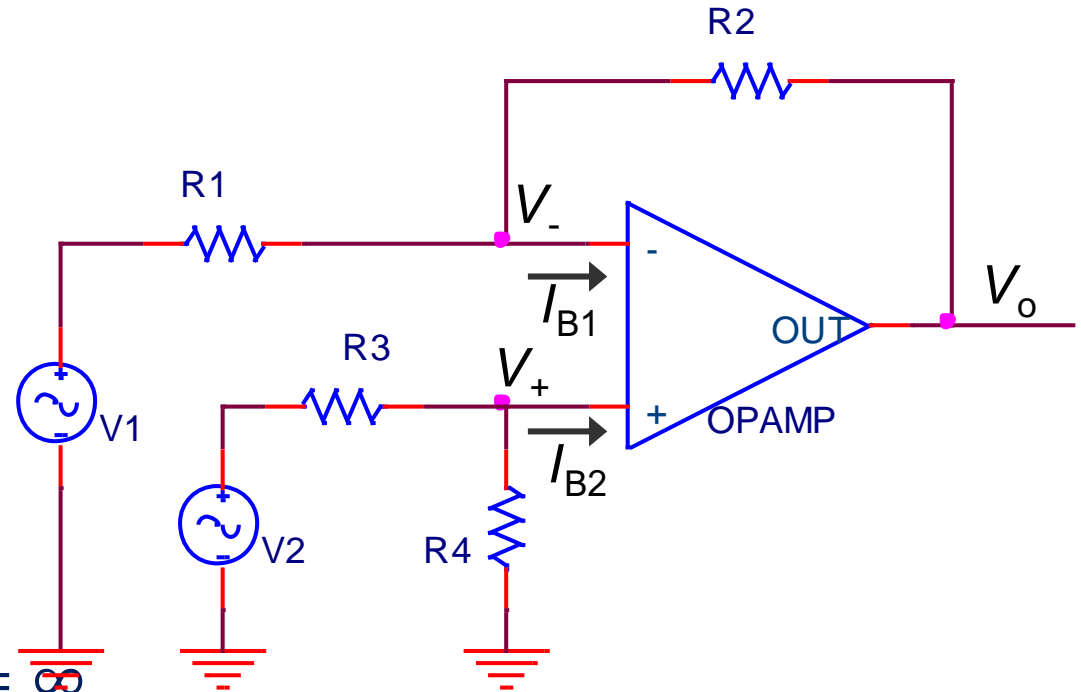 R2
R1
V-
-
IB1
OUT
Vo
R3
V+
+
OPAMP
IB2
V1
V2
R4
= ∞